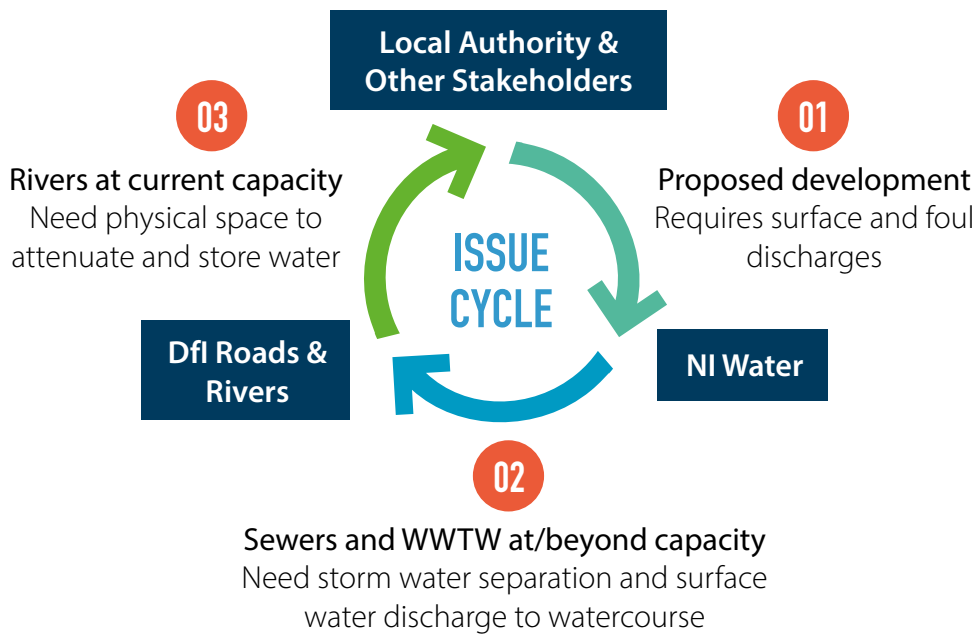 Local Authority &
Other Stakeholders
01
Proposed development
Requires surface and foul
discharges
NI Water
02
Sewers and WWTW at/beyond capacity
Need storm water separation and surface
water discharge to watercourse
DfI Roads &
Rivers
03
Rivers at current capacity
Need physical space to
attenuate and store water
ISSUE
CYCLE